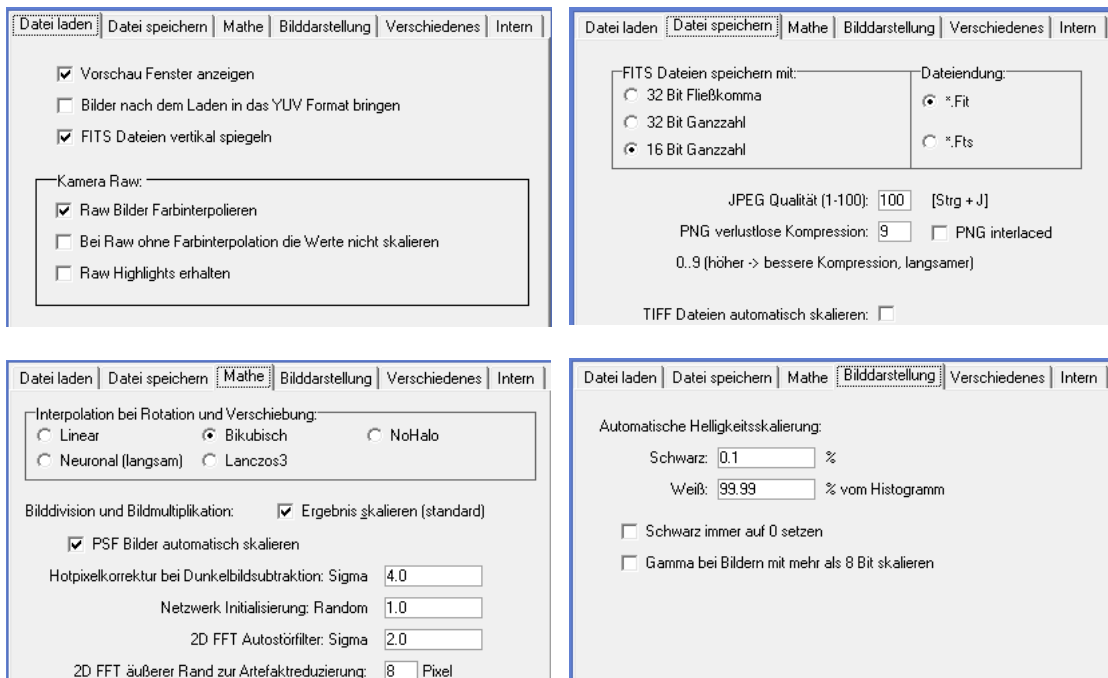 Datei laden Datei speichern Mathe Bilddarstellung Verschiedenes Intern
Vorschau Fenster anzeigen
Bilder nach dem Laden in das YUV Format bringen
FITS Dateien vertikal spiegeln
Kamera Raw:
Raw Bilder Farbinterpolieren
Bei Raw ohne Farbinterpolation die Werte nicht skalieren
Raw Highlights erhalten
Datei laden Datei speichern Mathe Bilddarstellung Verschiedenes Intern
FITS Dateien speichern mit: Dateiendung:
32 Bit Fließkomma
*.Fit
32 Bit Ganzzahl
*.Fts
16 Bit Ganzzahl
JPEG Qualität (1-100): 100 [Strg + J]
PNG verlustlose Kompression: 9 PNG interlaced
0..9 (höher -> bessere Kompression, langsamer)
TIFF Dateien automatisch skalieren:
Datei laden Datei speichern Mathe Bilddarstellung Verschiedenes Intern
Interpolation bei Rotation und Verschiebung:
Linear Bikubisch NoHalo
Neuronal (langsam) Lanczos3
Bilddivision und Bildmultiplikation: Ergebnis skalieren (standard)
PSF Bilder automatisch skalieren
Hotpixelkorrektur bei Dunkelbildsubtraktion: Sigma 4.0
Netzwerk Initialisierung: Random 1.0
2D FFT Autostörfilter: Sigma 2.0
2D FFT äußerer Rand zur Artefaktreduzierung: 8 Pixel
Datei laden Datei speichern Mathe Bilddarstellung Verschiedenes Intern
Automatische Helligkeitsskalierung:
Schwarz: 0.1 %
Weiß: 99.99 % vom Histogramm
Schwarz immer auf 0 setzen
Gamma bei Bildern mit mehr als 8 Bit skalieren